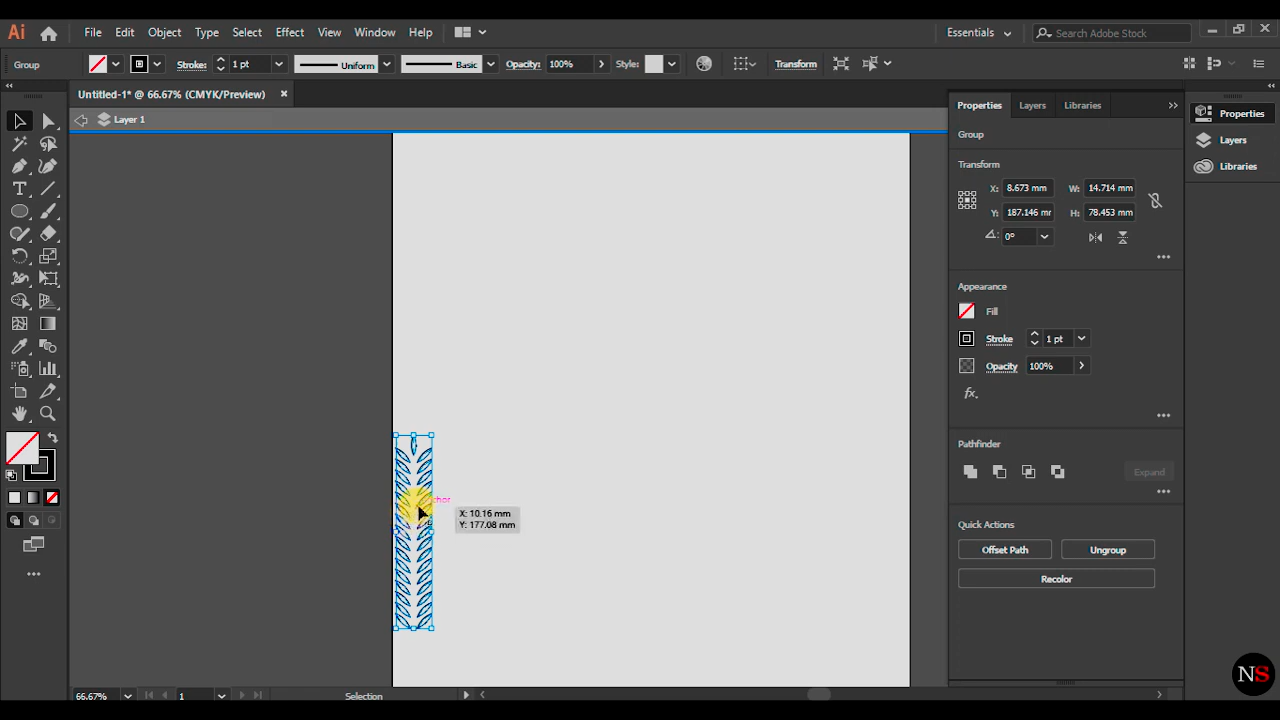 Ai File Edit Object Type Select Effect View Window Help Essentials Search Adobe Stock
Group Stroke: 1 pt Uniform Basic Opacity: 100% Style: Transform
Untitled-1* @ 66.67% (CMYK/Preview)
Layer 1
Properties Layers Libraries
Group
Transform
X: 8.673 mm W: 14.714 mm
Y: 187.146 mr H: 78.453 mm
0°
Appearance
Fill
Stroke 1 pt
Opacity 100%
fx.
Pathfinder
Expand
Quick Actions
Offset Path Ungroup
Recolor
Properties
Layers
Libraries
chor
X: 10.16 mm
Y: 177.08 mm
66.67% 1 Selection
NS